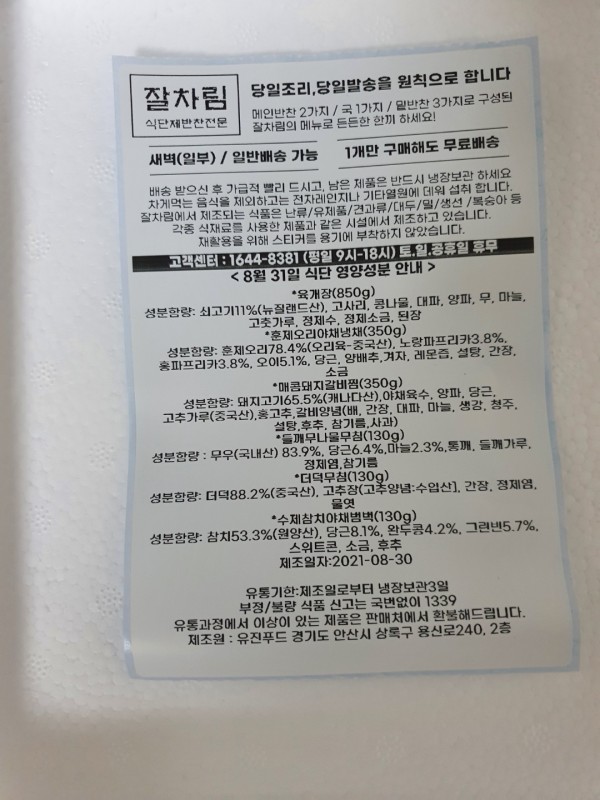 잘차림
식단제반찬전문
당일조리,당일발송을 원칙으로 합니다
메인반찬 2가지 / 국 1가지 / 밑반찬 3가지로 구성된
잘차림의 메뉴로 든든한 한끼 하세요!
새벽(일부) / 일반배송 가능
1개만 구매해도 무료배송
배송 받으신 후 가급적 빨리 드시고, 남은 제품은 반드시 냉장보관 하세요
차게먹는 음식을 제외하고는 전자레인지나 기타열원에 데워 섭취 합니다.
잘차림에서 제조되는 식품은 난류/유제품/견과류/대두/밀/생선 /복숭아 등
각종 식재료를 사용한 제품과 같은 시설에서 제조하고 있습니다.
재활용을 위해 스티커를 용기에 부착하지 않았습니다.
고객센터 : 1644-8381 (평일 9시-18시) 토.일.공휴일 휴무
< 8월 31일 식단 영양성분 안내 >
*육개장(850g)
성분함량: 쇠고기11%(뉴질랜드산), 고사리, 콩나물, 대파, 양파, 무, 마늘,
고춧가루, 정제수, 정제소금, 된장
*훈제오리야채냉채(350g)
성분함량: 훈제오리78.4%(오리육-중국산), 노랑파프리카3.8%,
홍파프리카3.8%, 오이5.1%, 당근, 양배추,겨자, 레몬즙, 설탕, 간장,
소금
*매콤돼지갈비찜(350g)
성분함량: 돼지고기65.5%(캐나다산),야채육수, 양파, 당근,
고추가루(중국산),홍고추,갈비양념(배, 간장, 대파, 마늘, 생강, 청주,
설탕,후추, 참기름,사과)
*들깨무나물무침(130g)
성분함량 : 무우(국내산) 83.9%, 당근6.4%,마늘2.3%,통깨, 들깨가루,
정제염,참기름
*더덕무침(130g)
성분함량: 더덕88.2%(중국산), 고추장[고추양념:수입산], 간장, 정제염,
물엿
*수제참치야채범벅(130g)
성분함량: 참치53.3%(원양산), 당근8.1%, 완두콩4.2%, 그린빈5.7%,
스위트콘, 소금, 후추
제조일자:2021-08-30
유통기한:제조일로부터 냉장보관3일
부정/불량 식품 신고는 국번없이 1339
유통과정에서 이상이 있는 제품은 판매처에서 환불해드립니다.
제조원 : 유진푸드 경기도 안산시 상록구 용신로240, 2층